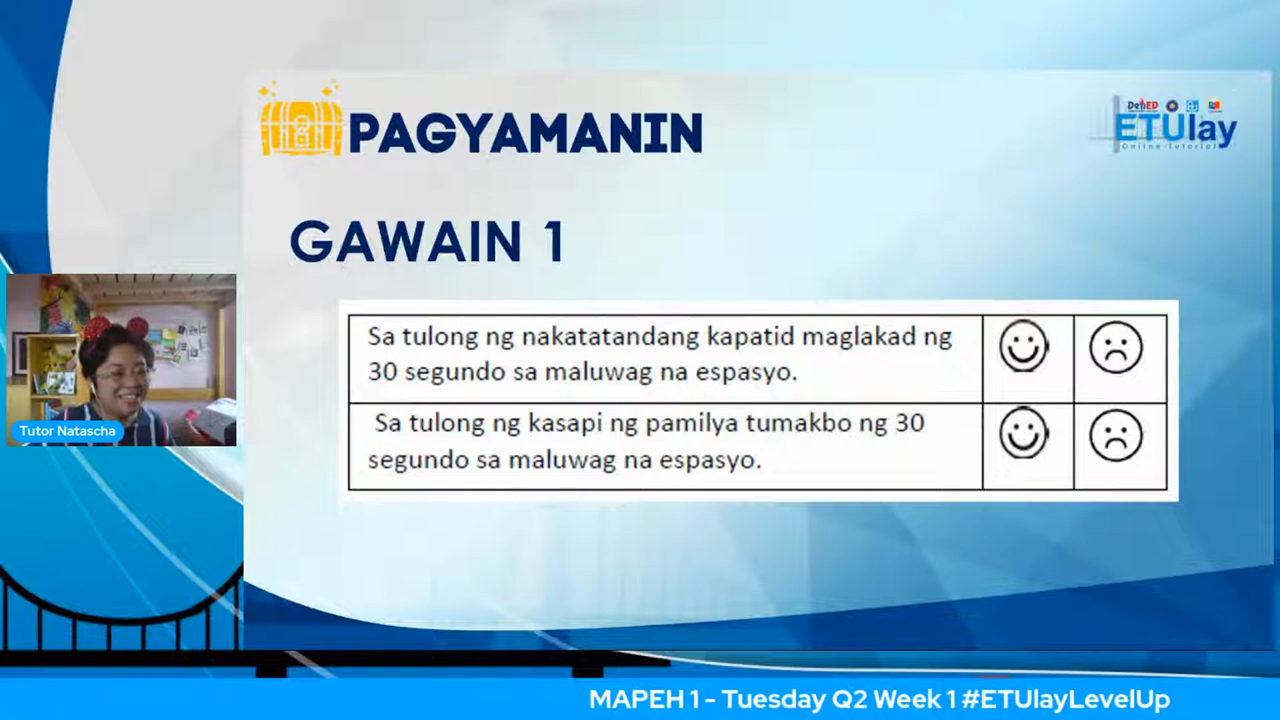 PAGYAMANIN
DepED
ETUlay
Online Tutorial
GAWAIN 1
Sa tulong ng nakatatandang kapatid maglakad ng
30 segundo sa maluwag na espasyo.
Sa tulong ng kasapi ng pamilya tumakbo ng 30
segundo sa maluwag na espasyo.
Tutor Natascha
MAPEH 1 - Tuesday Q2 Week 1 #ETUlayLevelUp